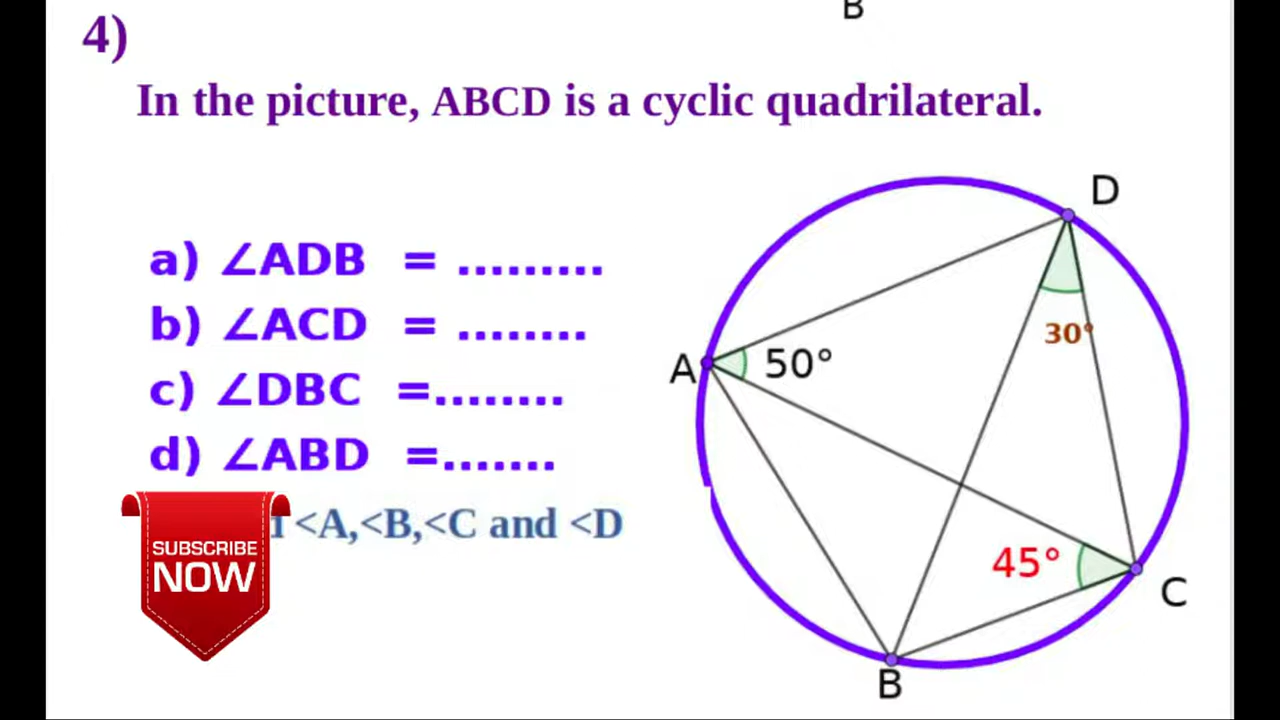 B
4)
In the picture, ABCD is a cyclic quadrilateral.
D
a) ∠ADB = .........
b) ∠ACD = ........
30°
A 50°
c) ∠DBC =........
d) ∠ABD =.......
<A,<B,<C and <D
SUBSCRIBE
NOW
45°
C
B